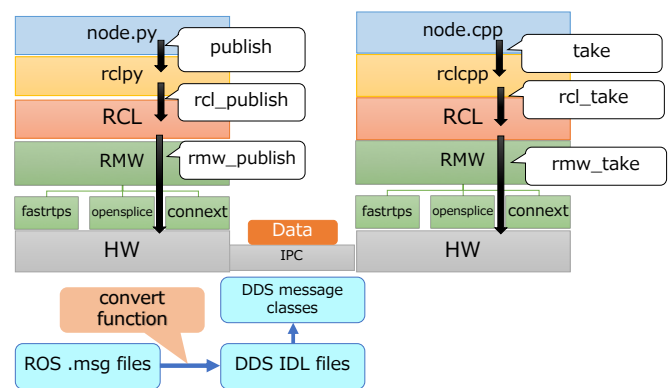 node.py
publish
rclpy
rcl_publish
RCL
RMW
rmw_publish
fastrtps
opensplice
connext
HW
node.cpp
take
rclcpp
rcl_take
RCL
RMW
rmw_take
fastrtps
opensplice
connext
HW
Data
IPC
convert
function
DDS message
classes
ROS .msg files
DDS IDL files